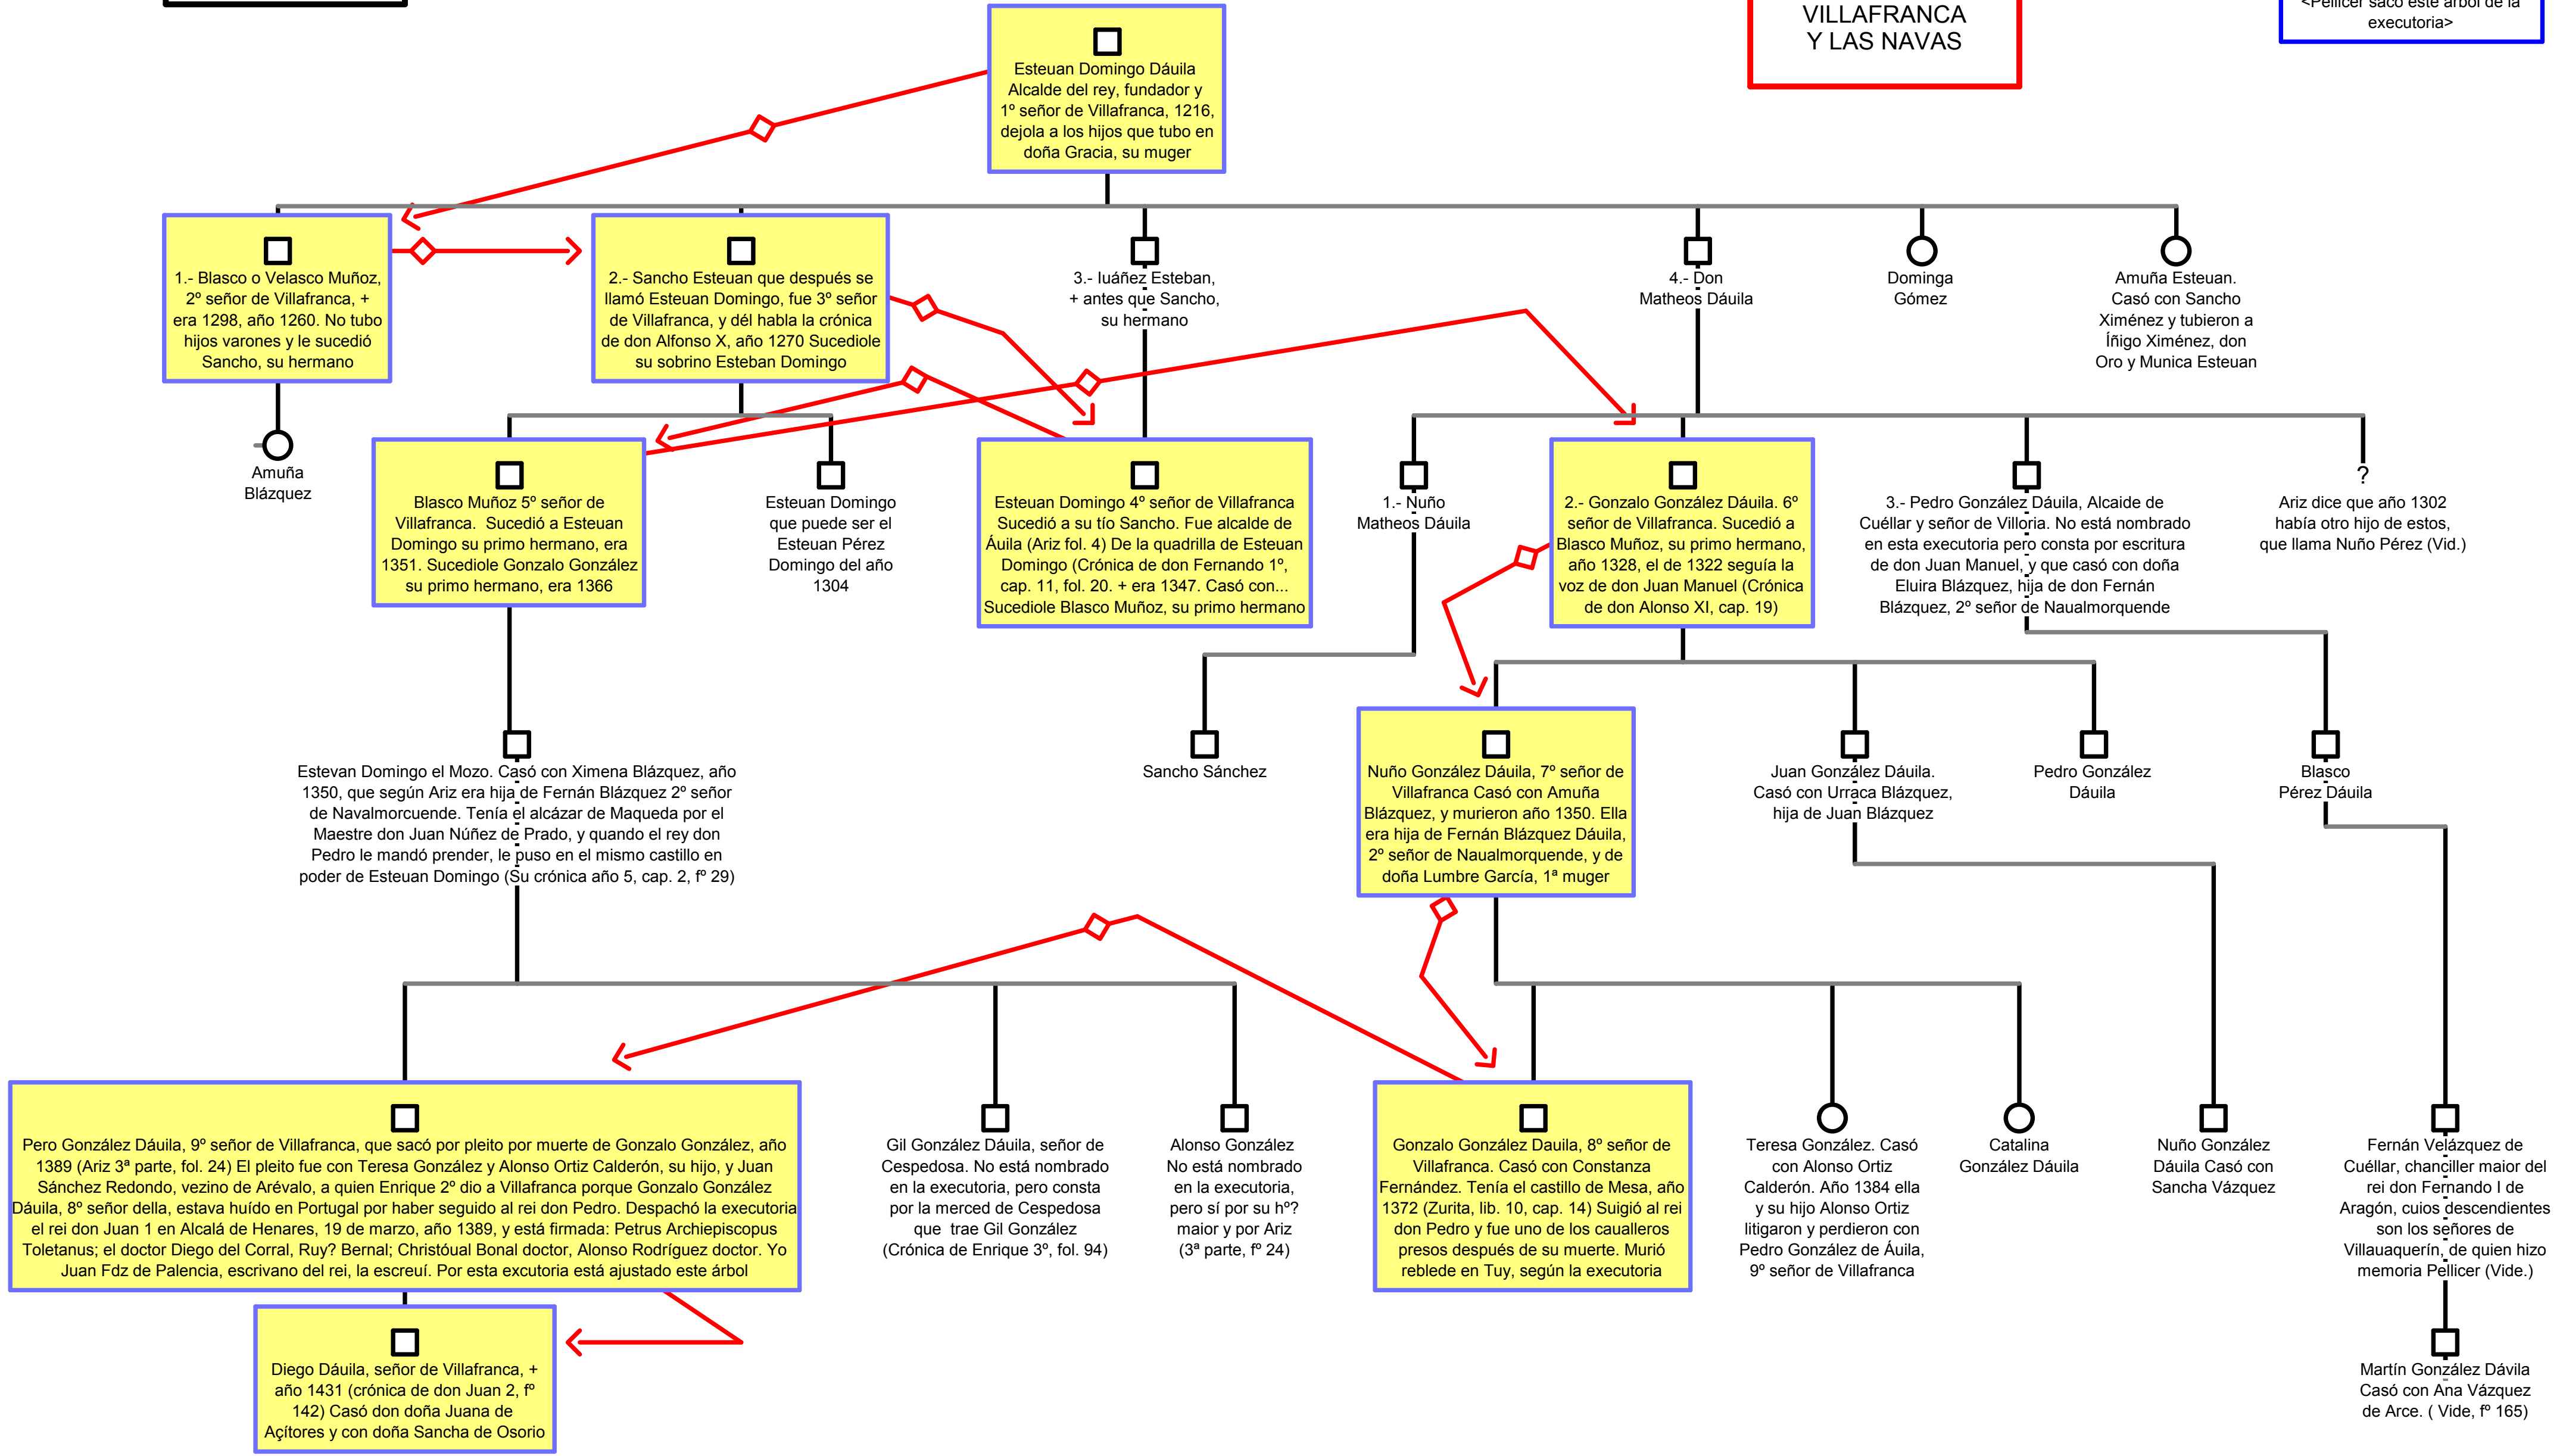 VILLAFRANCA
Y LAS NAVAS
<Pellicer sacó este árbol de la
executoria>
Esteuan Domingo Dáuila
Alcalde del rey, fundador y
1º señor de Villafranca, 1216,
dejola a los hijos que tubo en
doña Gracia, su muger
1.- Blasco o Velasco Muñoz,
2º señor de Villafranca, +
era 1298, año 1260. No tubo
hijos varones y le sucedió
Sancho, su hermano
2.- Sancho Esteuan que después se
llamó Esteuan Domingo, fue 3º señor
de Villafranca, y dél habla la crónica
de don Alfonso X, año 1270 Sucediole
su sobrino Esteban Domingo
3.- Iuáñez Esteban,
+ antes que Sancho,
su hermano
4.- Don
Matheos Dáuila
Dominga
Gómez
Amuña Esteuan.
Casó con Sancho
Ximénez y tubieron a
Íñigo Ximénez, don
Oro y Munica Esteuan
Amuña
Blázquez
Blasco Muñoz 5º señor de
Villafranca. Sucedió a Esteuan
Domingo su primo hermano, era
1351. Sucediole Gonzalo González
su primo hermano, era 1366
Esteuan Domingo
que puede ser el
Esteuan Pérez
Domingo del año
1304
Esteuan Domingo 4º señor de Villafranca
Sucedió a su tío Sancho. Fue alcalde de
Áuila (Ariz fol. 4) De la quadrilla de Esteuan
Domingo (Crónica de don Fernando 1º,
cap. 11, fol. 20. + era 1347. Casó con...
Sucediole Blasco Muñoz, su primo hermano
1.- Nuño
Matheos Dáuila
2.- Gonzalo González Dáuila. 6º
señor de Villafranca. Sucedió a
Blasco Muñoz, su primo hermano,
año 1328, el de 1322 seguía la
voz de don Juan Manuel (Crónica
de don Alonso XI, cap. 19)
3.- Pedro González Dáuila, Alcaide de
Cuéllar y señor de Villoria. No está nombrado
en esta executoria pero consta por escritura
de don Juan Manuel, y que casó con doña
Eluira Blázquez, hija de don Fernán
Blázquez, 2º señor de Naualmorquende
?
Ariz dice que año 1302
había otro hijo de estos,
que llama Nuño Pérez (Vid.)
Estevan Domingo el Mozo. Casó con Ximena Blázquez, año
1350, que según Ariz era hija de Fernán Blázquez 2º señor
de Navalmorcuende. Tenía el alcázar de Maqueda por el
Maestre don Juan Núñez de Prado, y quando el rey don
Pedro le mandó prender, le puso en el mismo castillo en
poder de Esteuan Domingo (Su crónica año 5, cap. 2, fº 29)
Sancho Sánchez
Nuño González Dáuila, 7º señor de
Villafranca Casó con Amuña
Blázquez, y murieron año 1350. Ella
era hija de Fernán Blázquez Dáuila,
2º señor de Naualmorquende, y de
doña Lumbre García, 1ª muger
Juan González Dáuila.
Casó con Urraca Blázquez,
hija de Juan Blázquez
Pedro González
Dáuila
Blasco
Pérez Dáuila
Pero González Dáuila, 9º señor de Villafranca, que sacó por pleito por muerte de Gonzalo González, año
1389 (Ariz 3ª parte, fol. 24) El pleito fue con Teresa González y Alonso Ortiz Calderón, su hijo, y Juan
Sánchez Redondo, vezino de Arévalo, a quien Enrique 2º dio a Villafranca porque Gonzalo González
Dáuila, 8º señor della, estava huído en Portugal por haber seguido al rei don Pedro. Despachó la executoria
el rei don Juan 1 en Alcalá de Henares, 19 de marzo, año 1389, y está firmada: Petrus Archiepiscopus
Toletanus; el doctor Diego del Corral, Ruy? Bernal; Christóual Bonal doctor, Alonso Rodríguez doctor. Yo
Juan Fdz de Palencia, escrivano del rei, la escreuí. Por esta excutoria está ajustado este árbol
Gil González Dáuila, señor de
Cespedosa. No está nombrado
en la executoria, pero consta
por la merced de Cespedosa
que trae Gil González
(Crónica de Enrique 3º, fol. 94)
Alonso González
No está nombrado
en la executoria,
pero sí por su hº?
maior y por Ariz
(3ª parte, fº 24)
Gonzalo González Dauila, 8º señor de
Villafranca. Casó con Constanza
Fernández. Tenía el castillo de Mesa, año
1372 (Zurita, lib. 10, cap. 14) Suigió al rei
don Pedro y fue uno de los caualleros
presos después de su muerte. Murió
reblede en Tuy, según la executoria
Teresa González. Casó
con Alonso Ortiz
Calderón. Año 1384 ella
y su hijo Alonso Ortiz
litigaron y perdieron con
Pedro González de Áuila,
9º señor de Villafranca
Catalina
González Dáuila
Nuño González
Dáuila Casó con
Sancha Vázquez
Fernán Velázquez de
Cuéllar, chanciller maior del
rei don Fernando I de
Aragón, cuios descendientes
son los señores de
Villauaquerín, de quien hizo
memoria Pellicer (Vide.)
Diego Dáuila, señor de Villafranca, +
año 1431 (crónica de don Juan 2, fº
142) Casó don doña Juana de
Açítores y con doña Sancha de Osorio
Martín González Dávila
Casó con Ana Vázquez
de Arce. ( Vide, fº 165)